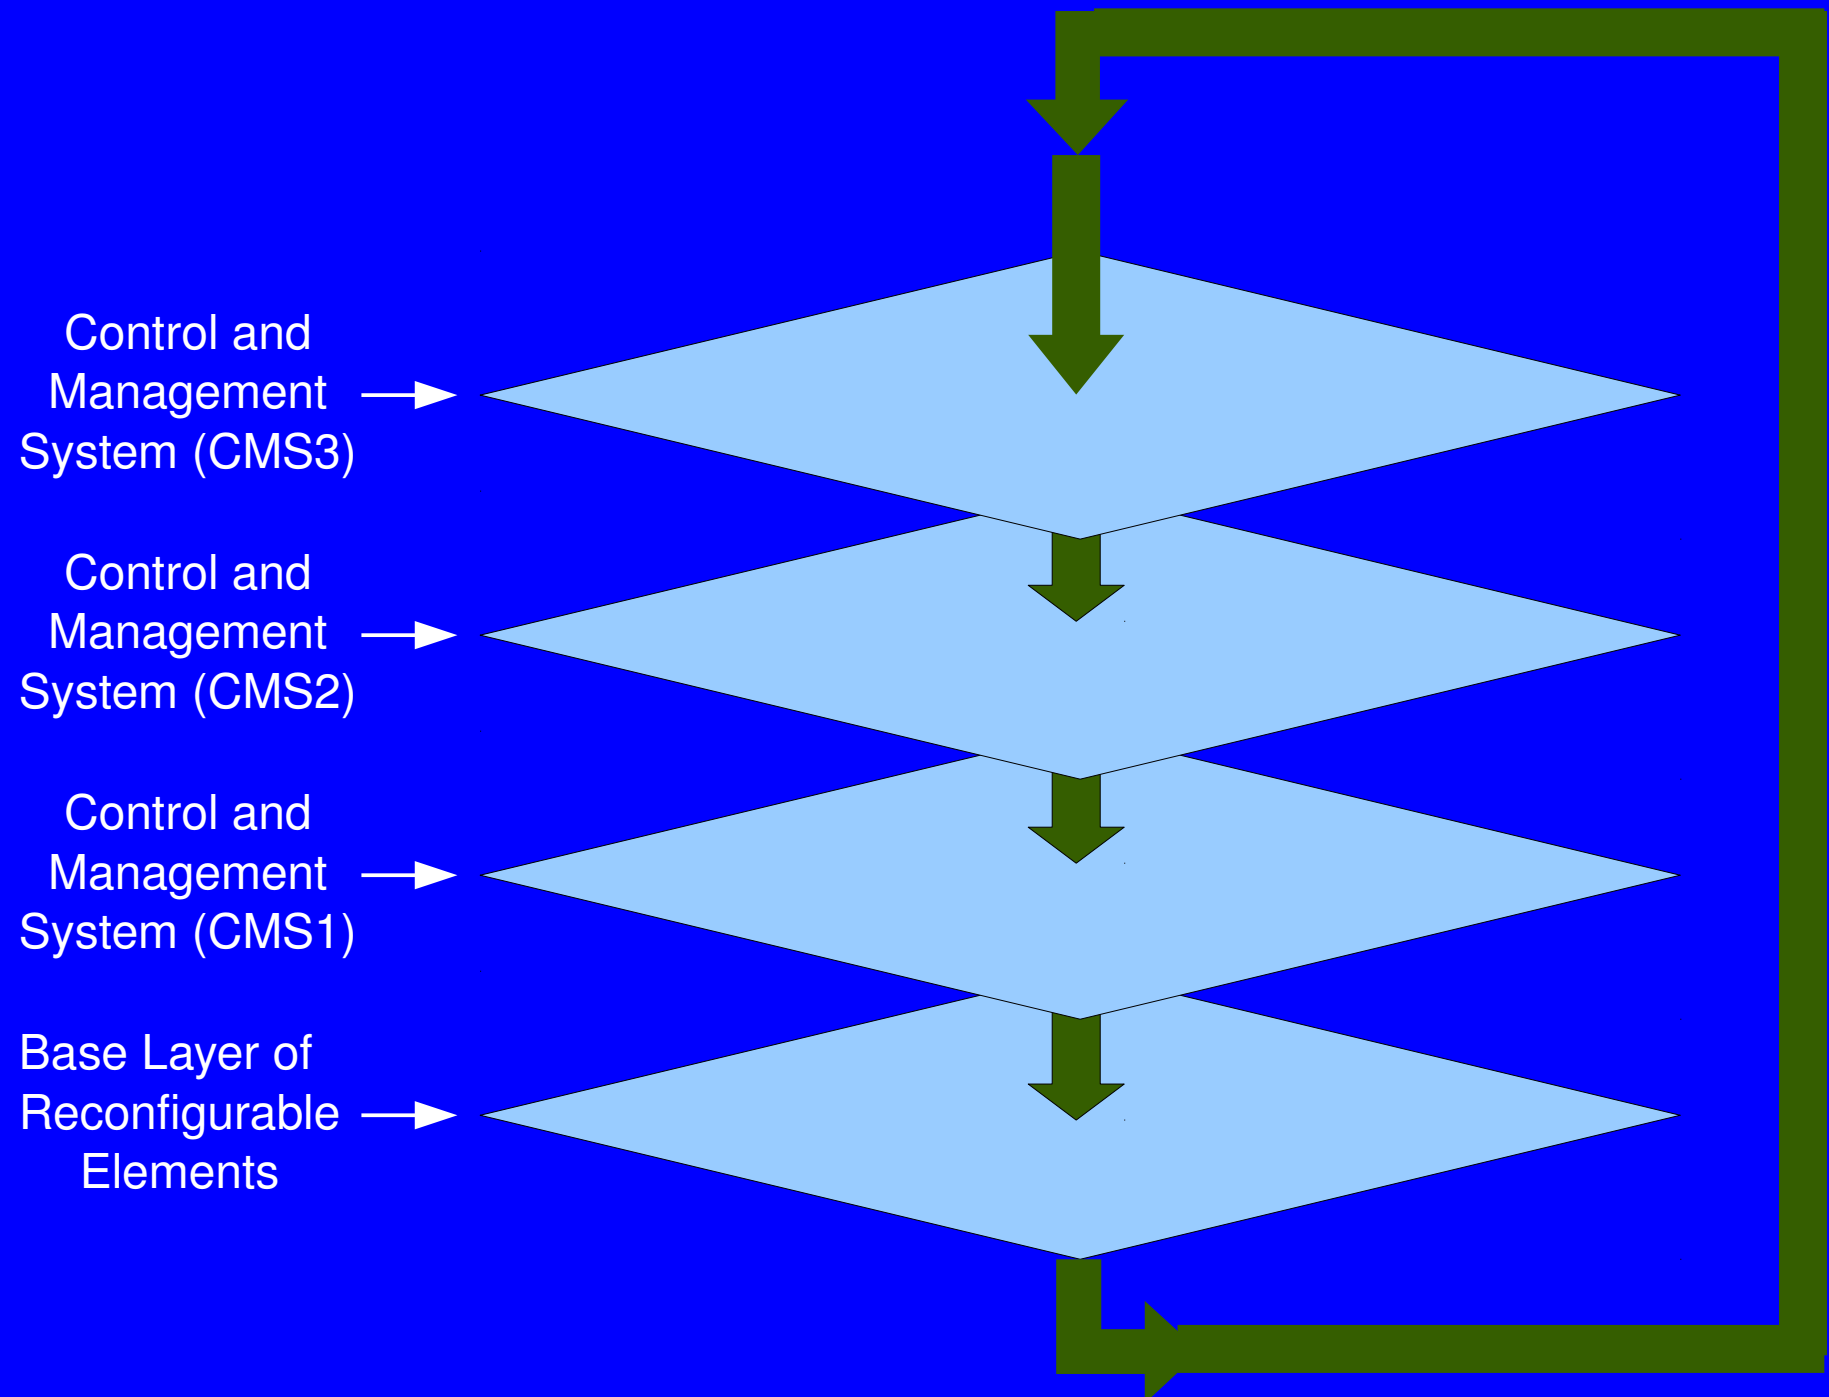 Control and
Management
System (CMS3)
Control and
Management
System (CMS2)
Control and
Management
System (CMS1)
Base Layer of
Reconfigurable
Elements